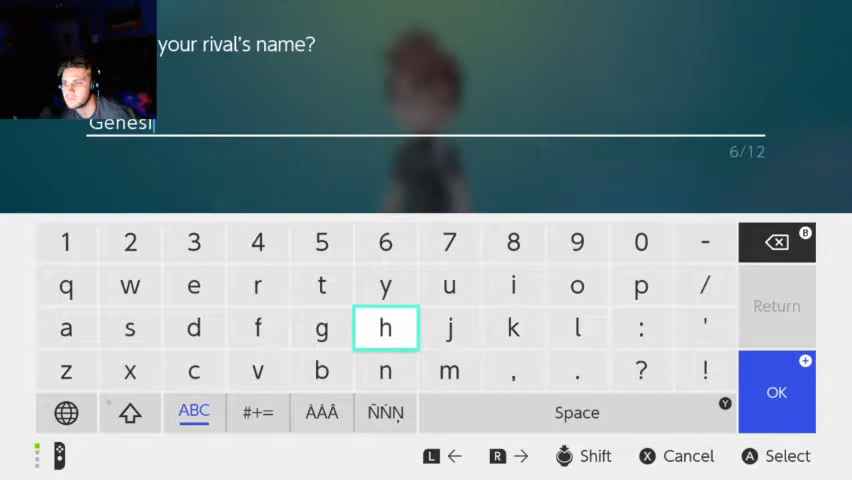 your rival's name?
Genesi
6/12
1 2 3 4 5 6 7 8 9 0 -
q w e r t y u i o p /
Return
a s d f g h j k l : '
z x c v b n m , . ? !
OK
ABC #+= ÀÁÂ ÑŃŅ Space
L ← R → Shift X Cancel A Select
B
+
Y